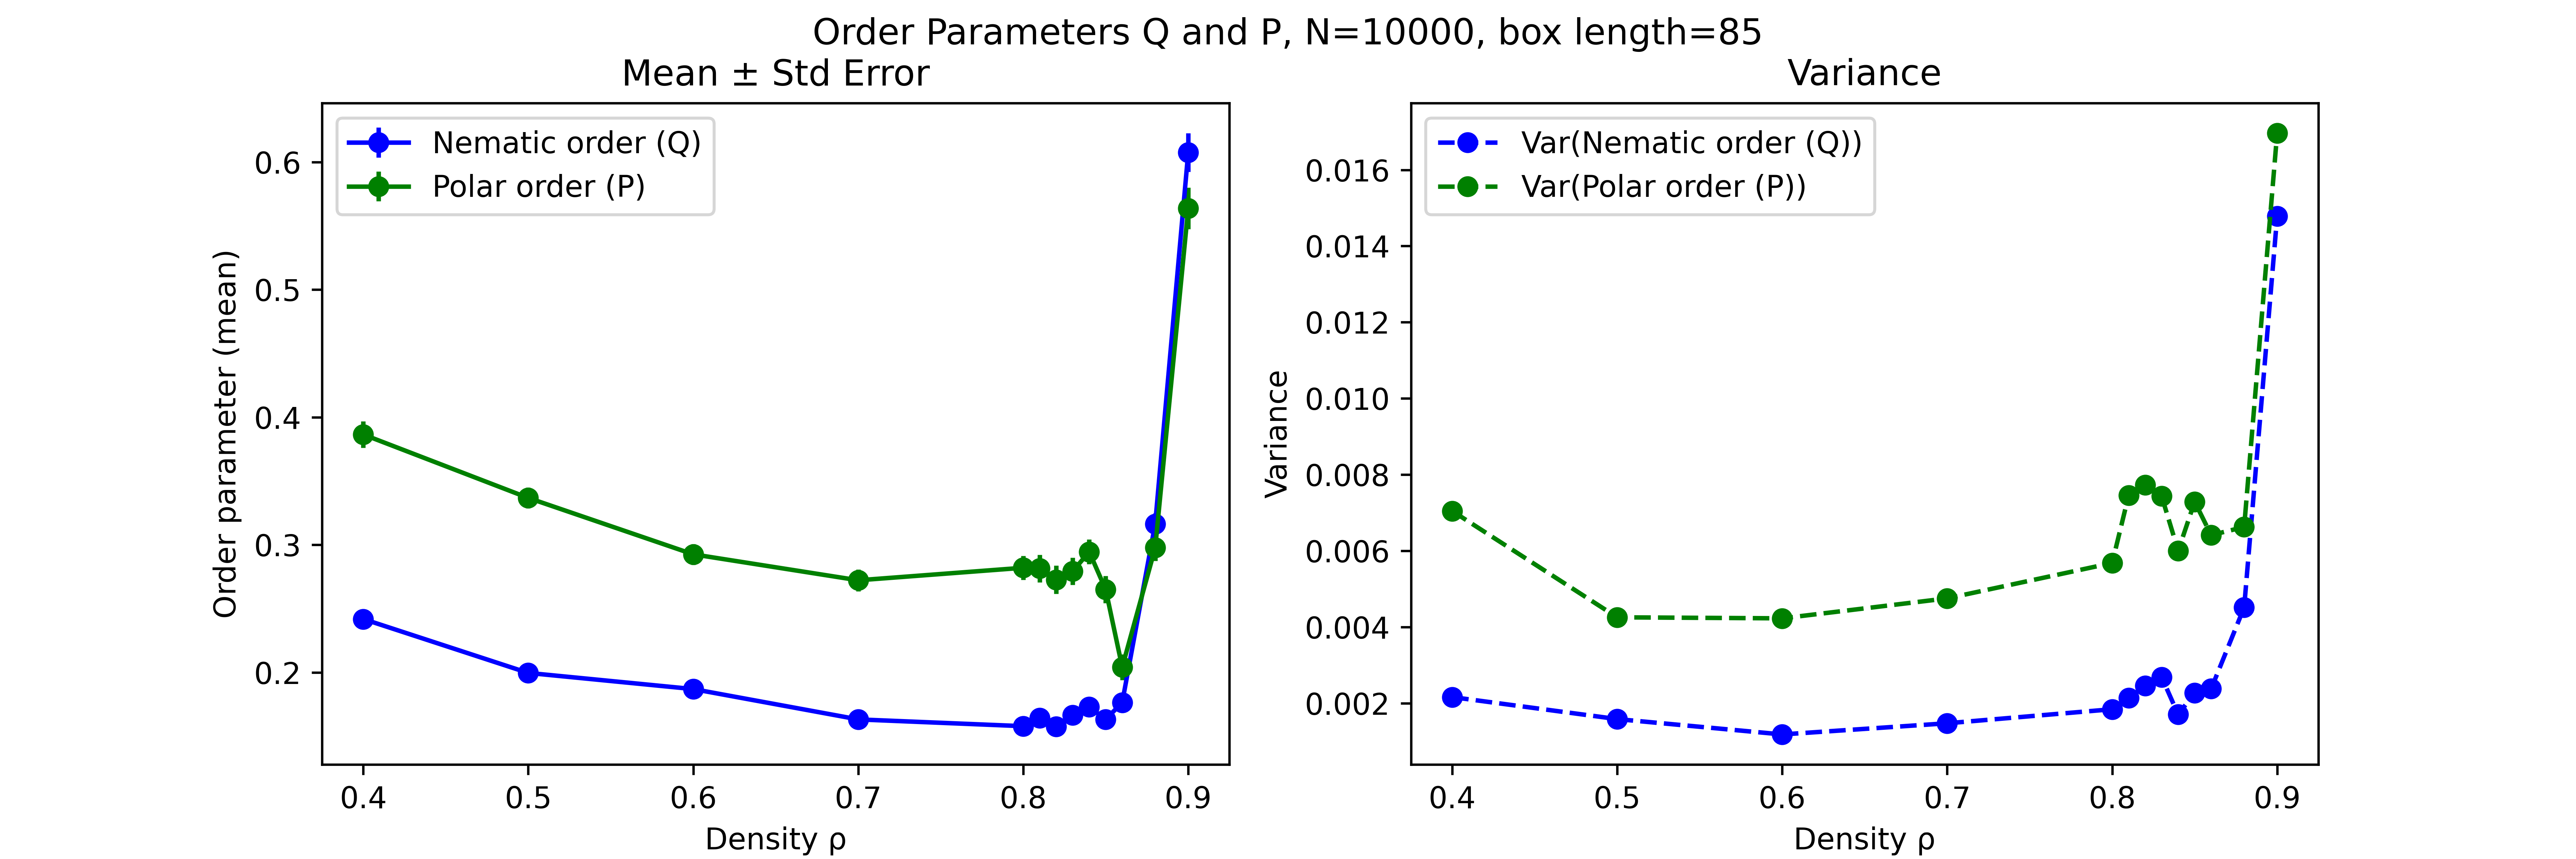 Order Parameters Q and P, N=10000, box length=85
Mean ± Std Error
Nematic order (Q)
Polar order (P)
Order parameter (mean)
0.6
0.5
0.4
0.3
0.2
0.4 0.5 0.6 0.7 0.8 0.9
Density ρ
Variance
Var(Nematic order (Q))
Var(Polar order (P))
Variance
0.016
0.014
0.012
0.010
0.008
0.006
0.004
0.002
0.4 0.5 0.6 0.7 0.8 0.9
Density ρ